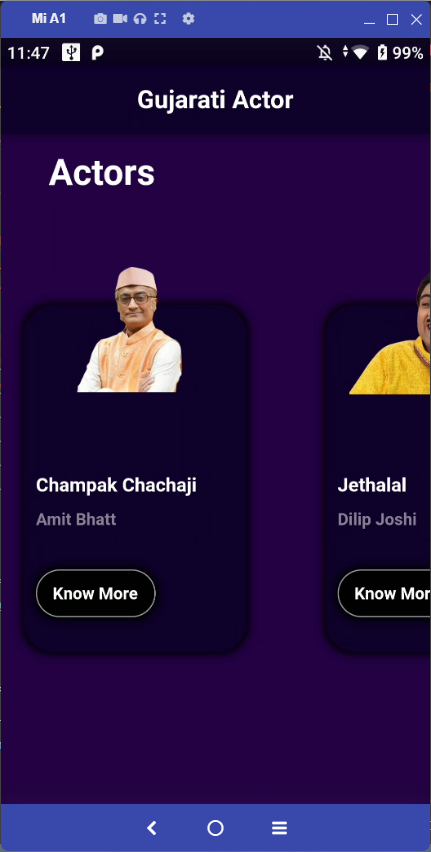 Mi A1
11:47
99%
Gujarati Actor
Actors
Champak Chachaji
Amit Bhatt
Know More
Jethalal
Dilip Joshi
Know Mor